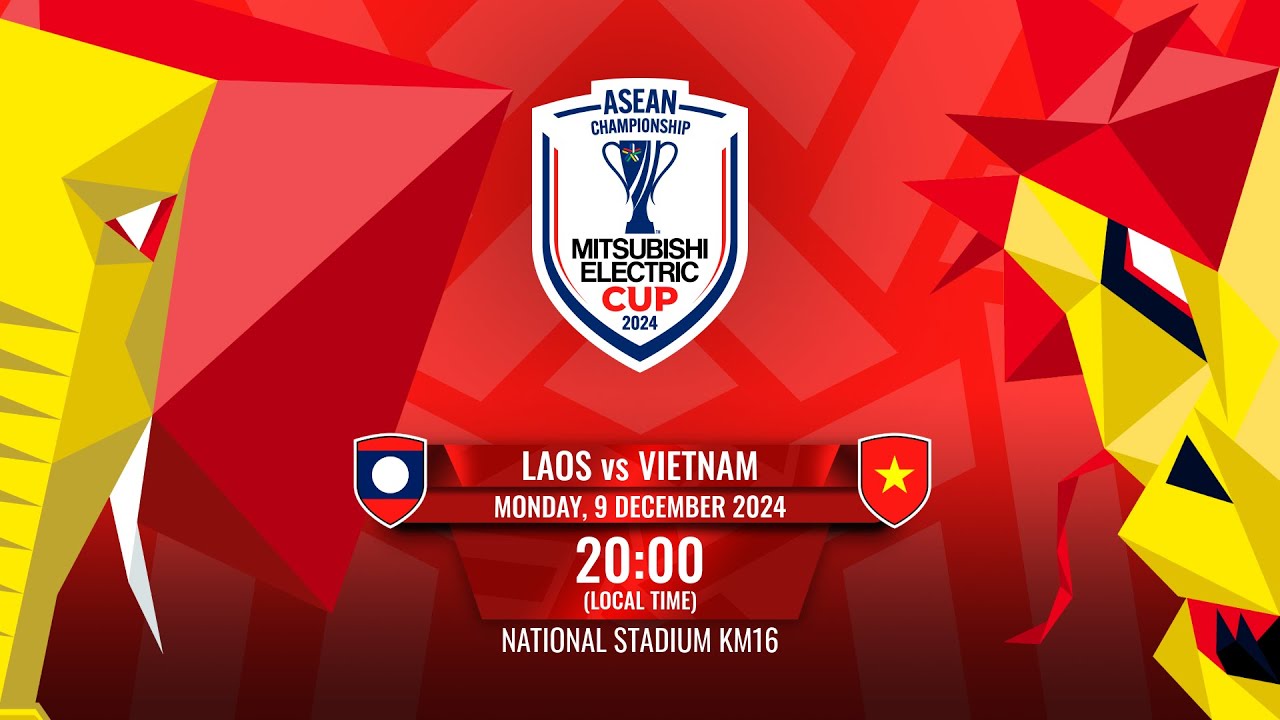 ASEAN
CHAMPIONSHIP
MITSUBISHI
ELECTRIC
CUP
2024
LAOS vs VIETNAM
MONDAY, 9 DECEMBER 2024
20:00
(LOCAL TIME)
NATIONAL STADIUM KM16